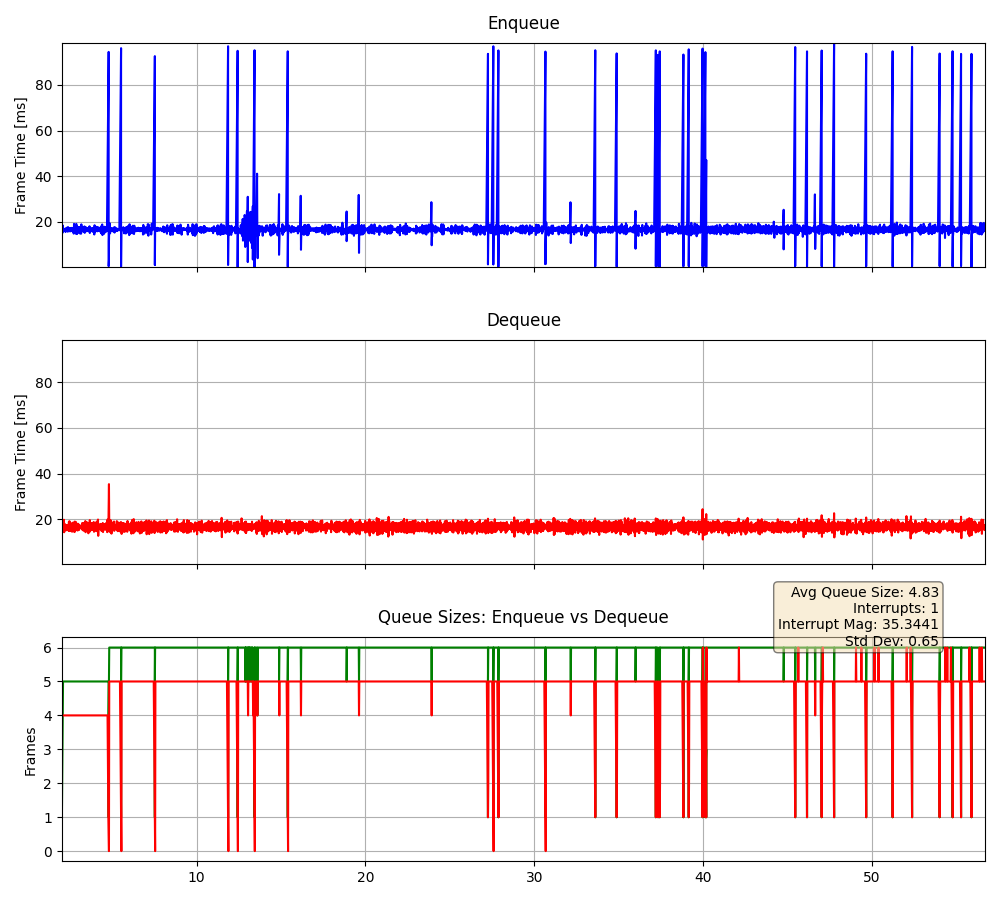 Enqueue
Frame Time [ms]
80
60
40
20
Dequeue
Frame Time [ms]
80
60
40
20
Avg Queue Size: 4.83
Interrupts: 1
Interrupt Mag: 35.3441
Std Dev: 0.65
Queue Sizes: Enqueue vs Dequeue
Frames
6
5
4
3
2
1
0
10 20 30 40 50